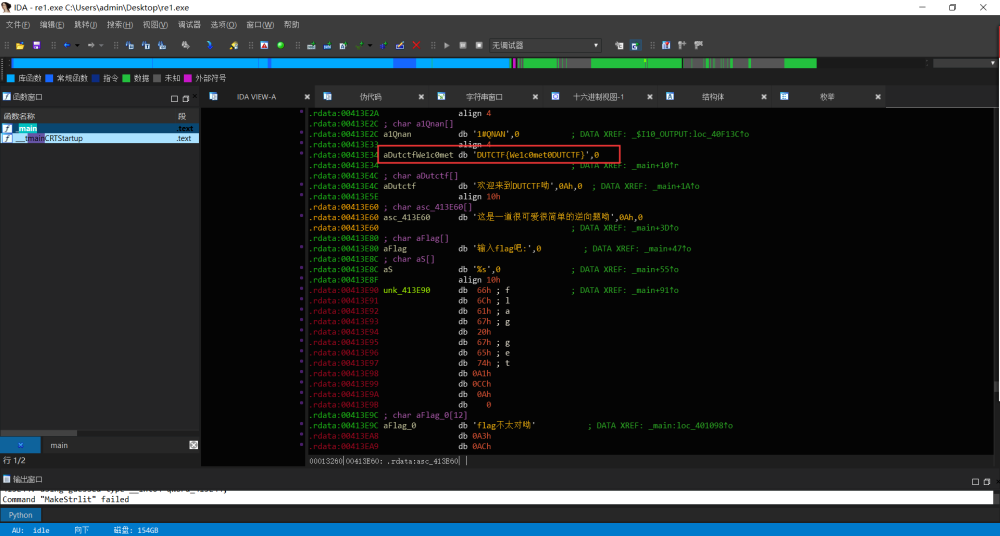 IDA - re1.exe C:\Users\admin\Desktop\re1.exe
文件(F) 编辑(E) 跳转(J) 搜索(H) 视图(V) 调试器 选项(O) 窗口(W) 帮助
无调试器
库函数 常规函数 指令 数据 未知 外部符号
函数窗口
IDA VIEW-A 伪代码 字符串窗口 十六进制视图-1 结构体 枚举
函数名称 段
_main .text
___tmainCRTStartup .text
.rdata:00413E2A align 4
.rdata:00413E2C ; char a1Qnan[]
.rdata:00413E2C a1Qnan db '1#QNAN',0 ; DATA XREF: _$I10_OUTPUT:loc_40F13C↑o
.rdata:00413E33 align 4
.rdata:00413E34 aDutctfWe1c0met db 'DUTCTF{We1c0met0DUTCTF}',0
.rdata:00413E34 ; DATA XREF: _main+10↑r
.rdata:00413E4C ; char aDutctf[]
.rdata:00413E4C aDutctf db '欢迎来到DUTCTF呦',0Ah,0 ; DATA XREF: _main+1A↑o
.rdata:00413E5E align 10h
.rdata:00413E60 ; char asc_413E60[]
.rdata:00413E60 asc_413E60 db '这是一道很可爱很简单的逆向题呦',0Ah,0
.rdata:00413E60 ; DATA XREF: _main+3D↑o
.rdata:00413E80 ; char aFlag[]
.rdata:00413E80 aFlag db '输入flag吧:',0 ; DATA XREF: _main+47↑o
.rdata:00413E8C ; char aS[]
.rdata:00413E8C aS db '%s',0 ; DATA XREF: _main+55↑o
.rdata:00413E8F align 10h
.rdata:00413E90 unk_413E90 db 66h ; f ; DATA XREF: _main+91↑o
.rdata:00413E91 db 6Ch ; l
.rdata:00413E92 db 61h ; a
.rdata:00413E93 db 67h ; g
.rdata:00413E94 db 20h
.rdata:00413E95 db 67h ; g
.rdata:00413E96 db 65h ; e
.rdata:00413E97 db 74h ; t
.rdata:00413E98 db 0A1h
.rdata:00413E99 db 0CCh
.rdata:00413E9A db 0Ah
.rdata:00413E9B db 0
.rdata:00413E9C ; char aFlag_0[12]
.rdata:00413E9C aFlag_0 db 'flag不太对呦' ; DATA XREF: _main:loc_401098↑o
.rdata:00413EA8 db 0A3h
.rdata:00413EA9 db 0ACh
main
行 1/2
00013260 00413E60: .rdata:asc_413E60
输出窗口
Command "MakeStrlit" failed
Python
AU: idle 向下 磁盘: 154GB